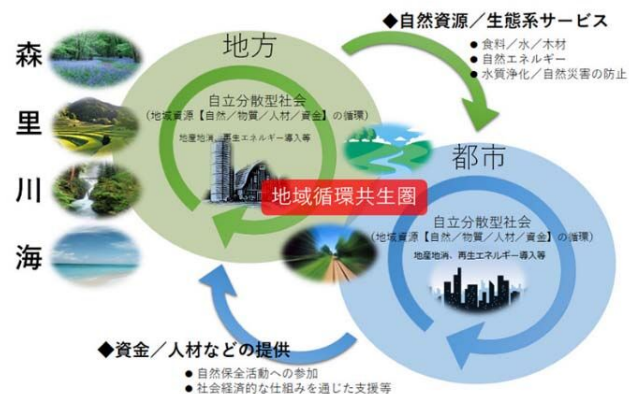 ◆自然資源／生態系サービス
● 食料／水／木材
● 自然エネルギー
● 水質浄化／自然災害の防止
森
里
川
海
地方
自立分散型社会
(地域資源【自然／物質／人材／資金】の循環)
地産地消、再生エネルギー導入等
地域循環共生圏
都市
自立分散型社会
(地域資源【自然／物質／人材／資金】の循環)
地産地消、再生エネルギー導入等
◆資金／人材などの提供
● 自然保全活動への参加
● 社会経済的な仕組みを通じた支援等